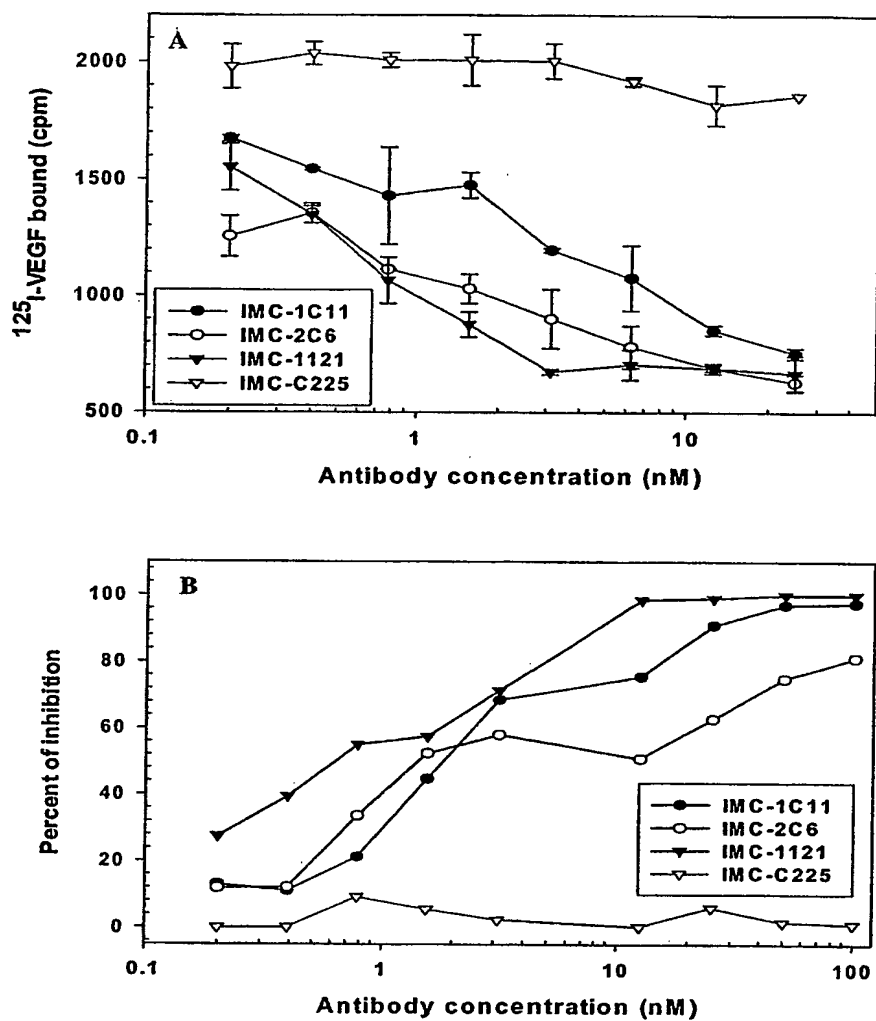 A
2000
1500
1000
500
125I-VEGF bound (cpm)
IMC-1C11
IMC-2C6
IMC-1121
IMC-C225
0.1
1
10
Antibody concentration (nM)
B
100
80
60
40
20
0
Percent of inhibition
IMC-1C11
IMC-2C6
IMC-1121
IMC-C225
0.1
1
10
100
Antibody concentration (nM)